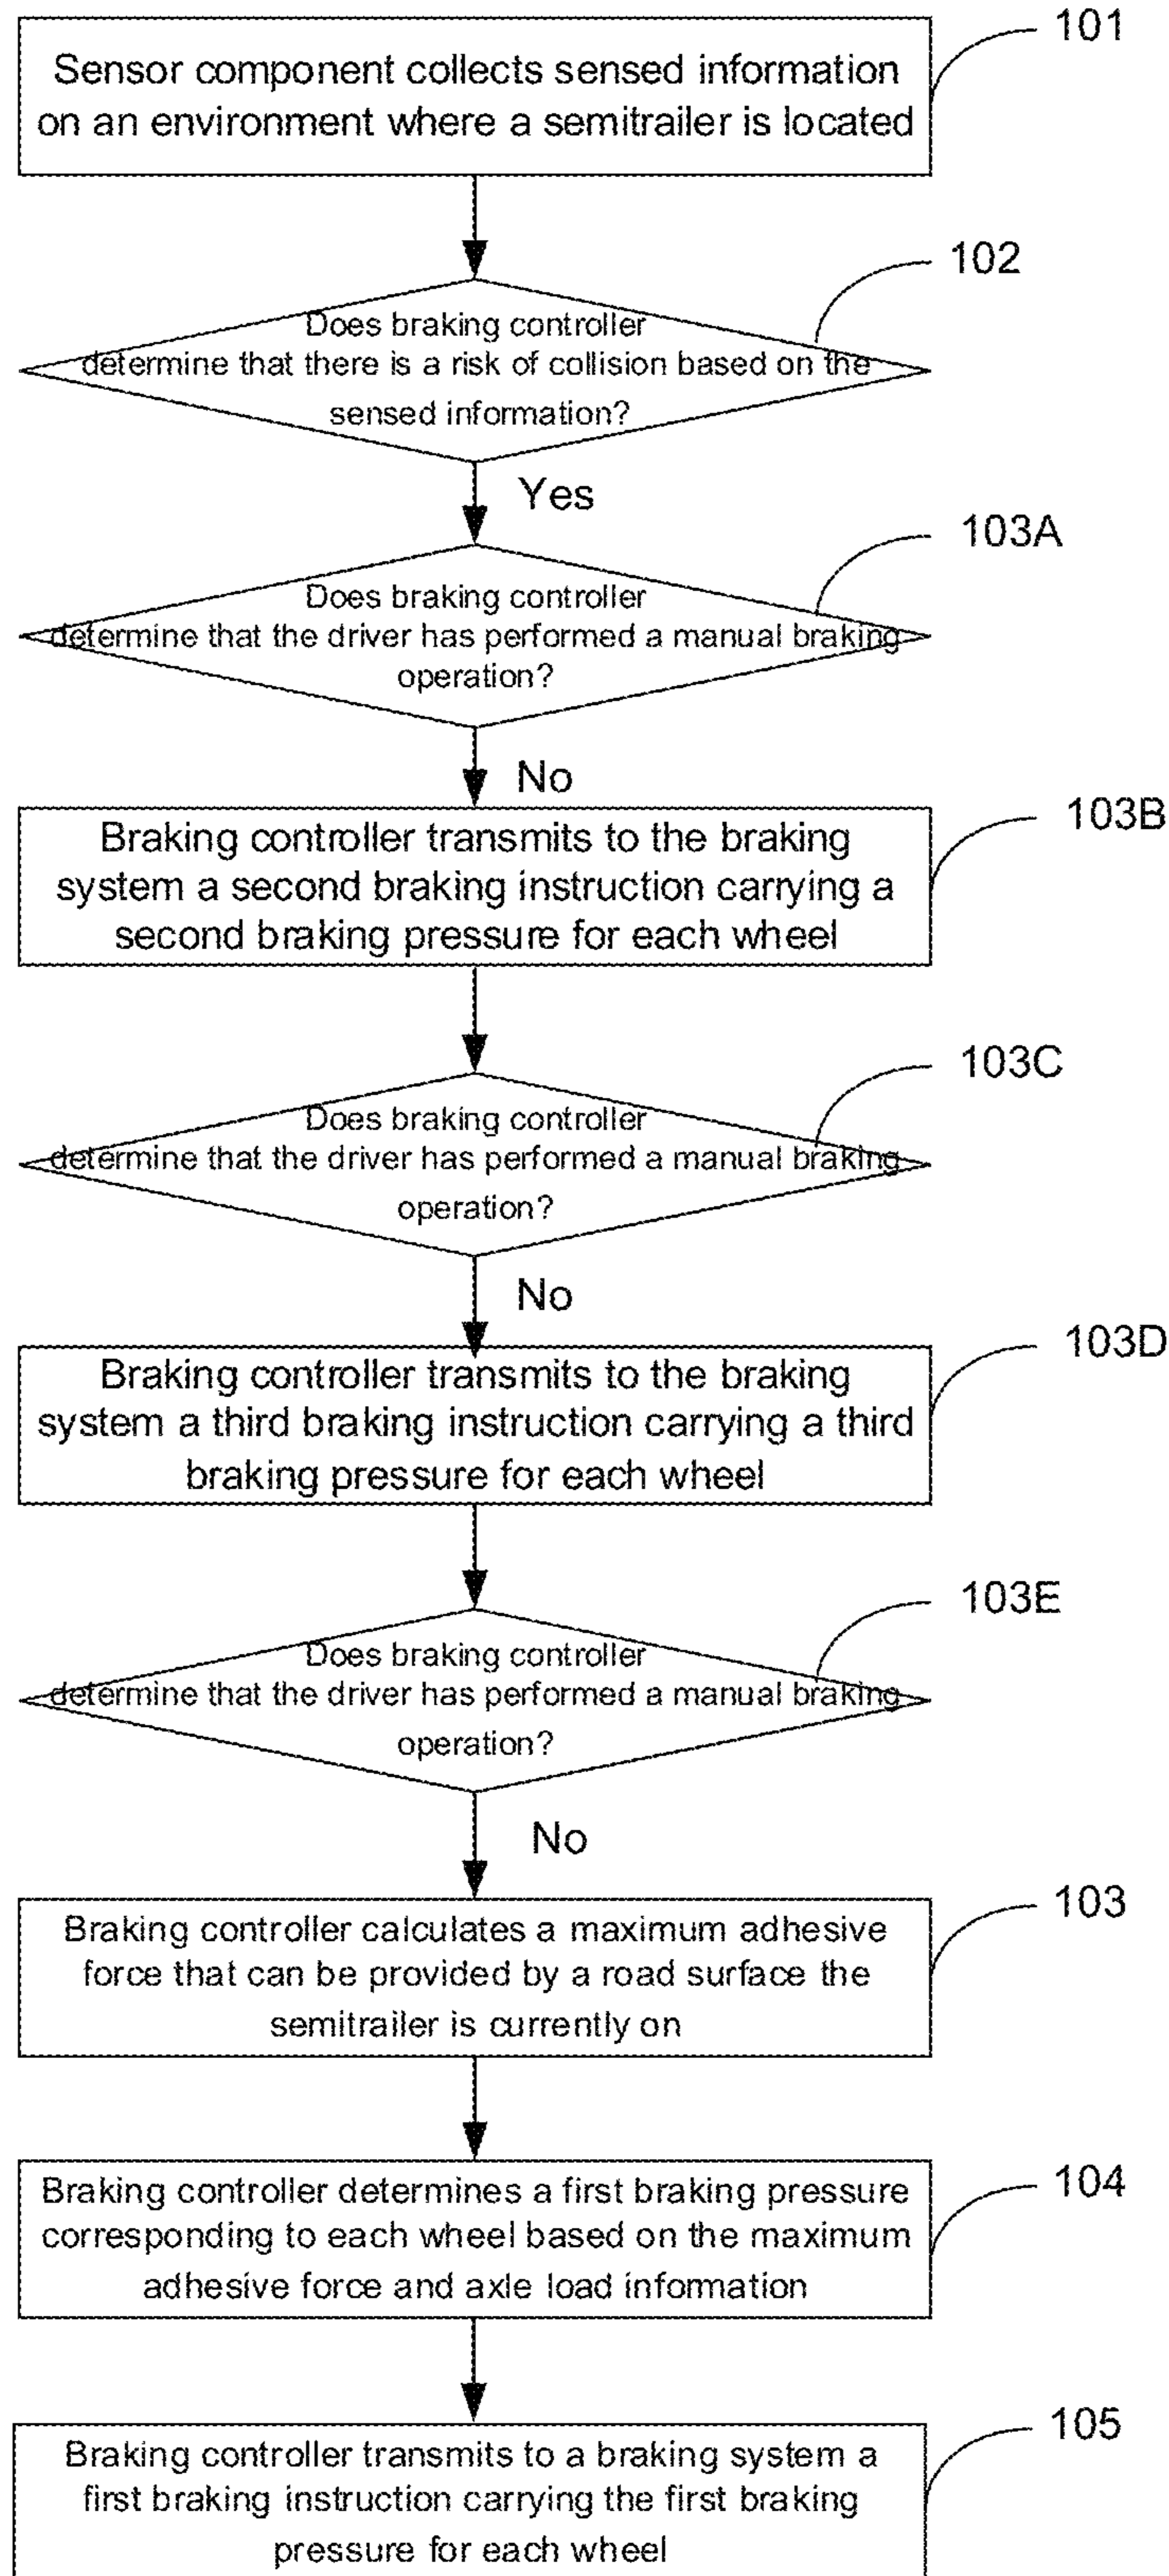 101
Sensor component collects sensed information
on an environment where a semitrailer is located
102
Does braking controller
determine that there is a risk of collision based on the
sensed information?
Yes
103A
Does braking controller
determine that the driver has performed a manual braking
operation?
No
103B
Braking controller transmits to the braking
system a second braking instruction carrying a
second braking pressure for each wheel
103C
Does braking controller
determine that the driver has performed a manual braking
operation?
No
103D
Braking controller transmits to the braking
system a third braking instruction carrying a third
braking pressure for each wheel
103E
Does braking controller
determine that the driver has performed a manual braking
operation?
No
103
Braking controller calculates a maximum adhesive
force that can be provided by a road surface the
semitrailer is currently on
104
Braking controller determines a first braking pressure
corresponding to each wheel based on the maximum
adhesive force and axle load information
105
Braking controller transmits to a braking system a
first braking instruction carrying the first braking
pressure for each wheel